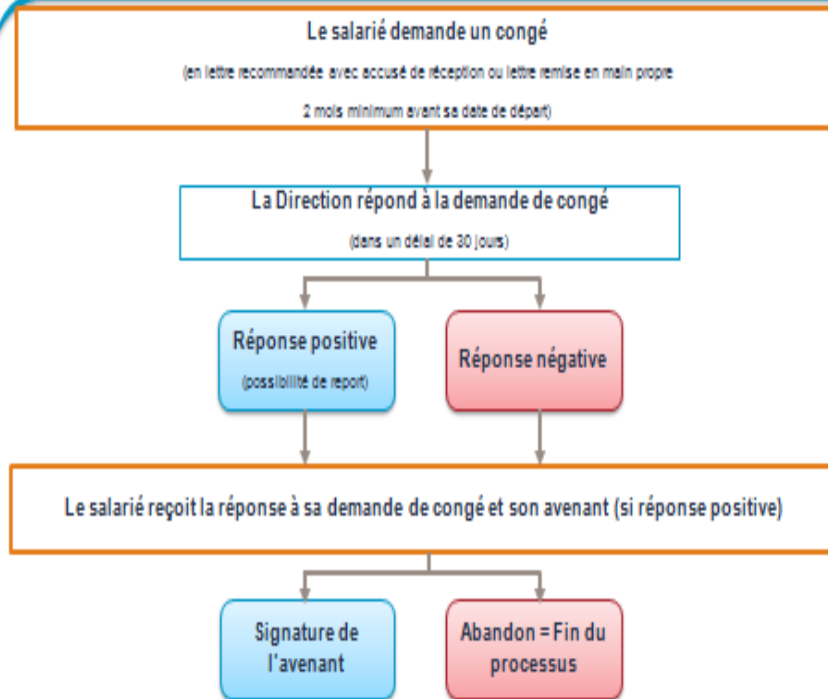 Le salarié demande un congé
(en lettre recommandée avec accusé de réception ou lettre remise en main propre
2 mois minimum avant sa date de départ)
La Direction répond à la demande de congé
(dans un délai de 30 jours)
Réponse positive
(possibilité de report)
Réponse négative
Le salarié reçoit la réponse à sa demande de congé et son avenant (si réponse positive)
Signature de
l'avenant
Abandon = Fin du
processus